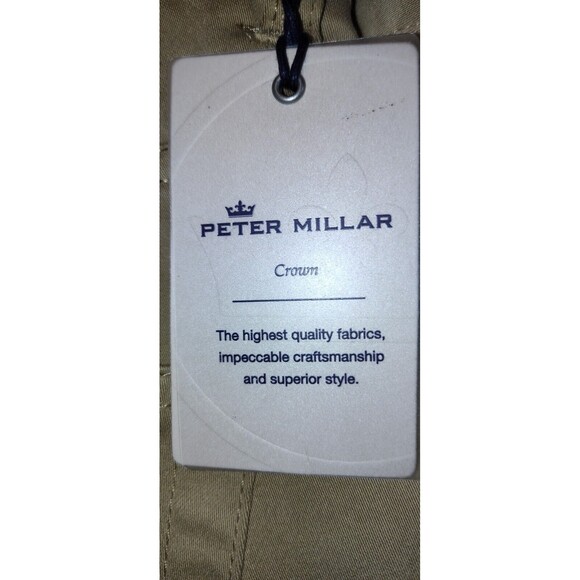 PETER MILLAR
Crown
The highest quality fabrics,
impeccable craftsmanship
and superior style.